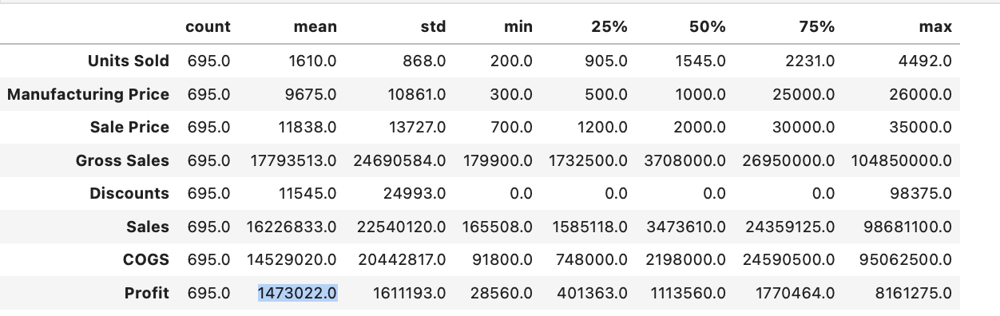 count mean std min 25% 50% 75% max
Units Sold 695.0 1610.0 868.0 200.0 905.0 1545.0 2231.0 4492.0
Manufacturing Price 695.0 9675.0 10861.0 300.0 500.0 1000.0 25000.0 26000.0
Sale Price 695.0 11838.0 13727.0 700.0 1200.0 2000.0 30000.0 35000.0
Gross Sales 695.0 17793513.0 24690584.0 179900.0 1732500.0 3708000.0 26950000.0 104850000.0
Discounts 695.0 11545.0 24993.0 0.0 0.0 0.0 0.0 98375.0
Sales 695.0 16226833.0 22540120.0 165508.0 1585118.0 3473610.0 24359125.0 98681100.0
COGS 695.0 14529020.0 20442817.0 91800.0 748000.0 2198000.0 24590500.0 95062500.0
Profit 695.0 1473022.0 1611193.0 28560.0 401363.0 1113560.0 1770464.0 8161275.0